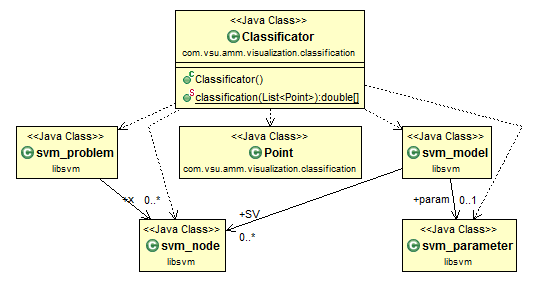 <<Java Class>>
Classificator
com.vsu.amm.visualization.classification
Classificator()
classification(List<Point>):double[]
<<Java Class>>
svm_problem
libsvm
<<Java Class>>
Point
com.vsu.amm.visualization.classification
<<Java Class>>
svm_model
libsvm
+x 0..*
+SV
0..*
+param 0..1
<<Java Class>>
svm_node
libsvm
<<Java Class>>
svm_parameter
libsvm